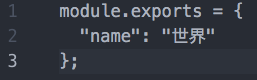 1 module.exports = {
2   "name": "世界"
3 };